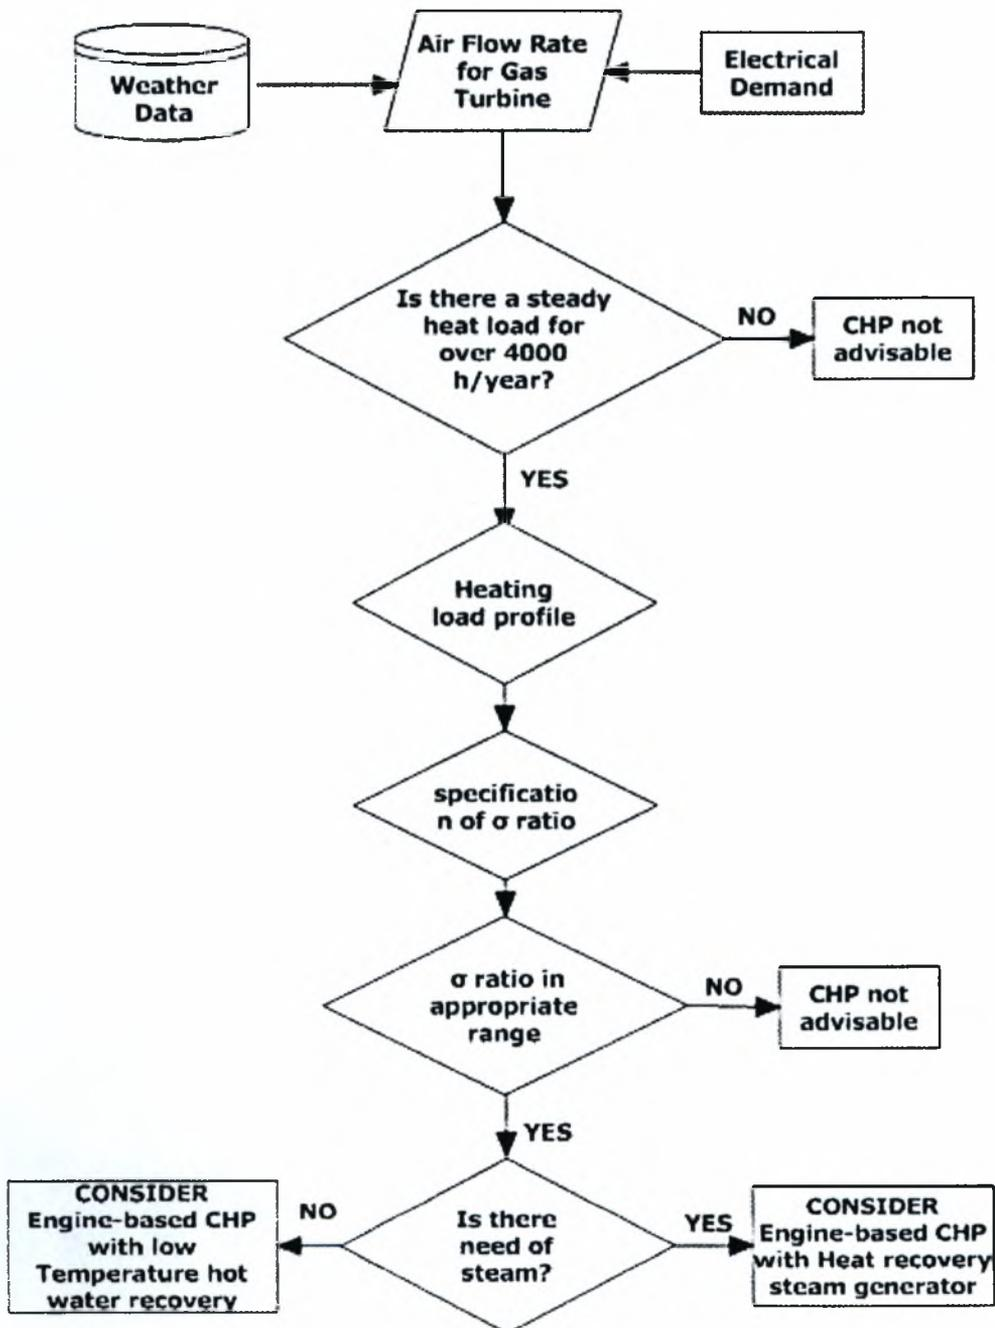 Weather
Data
Air Flow Rate
for Gas
Turbine
Electrical
Demand
Is there a steady
heat load for
over 4000
h/year?
NO
CHP not
advisable
YES
Heating
load profile
specificatio
n of σ ratio
σ ratio in
appropriate
range
NO
CHP not
advisable
YES
CONSIDER
Engine-based CHP
with low
Temperature hot
water recovery
NO
Is there
need of
steam?
YES
CONSIDER
Engine-based CHP
with Heat recovery
steam generator